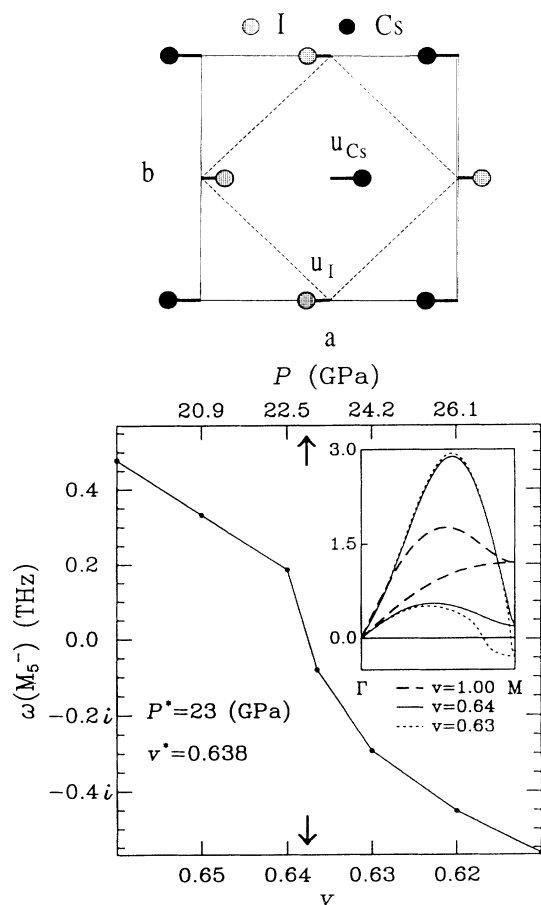 I Cs
u_Cs
b
u_I
a
P (GPa)
20.9 22.5 24.2 26.1
3.0
0.4
1.5
0.2
ω(M₅⁻) (THz)
0.0
0.0
Γ M
v=1.00
P*=23 (GPa)
v=0.64
-0.2i
v*=0.638
v=0.63
-0.4i
0.65 0.64 0.63 0.62
v